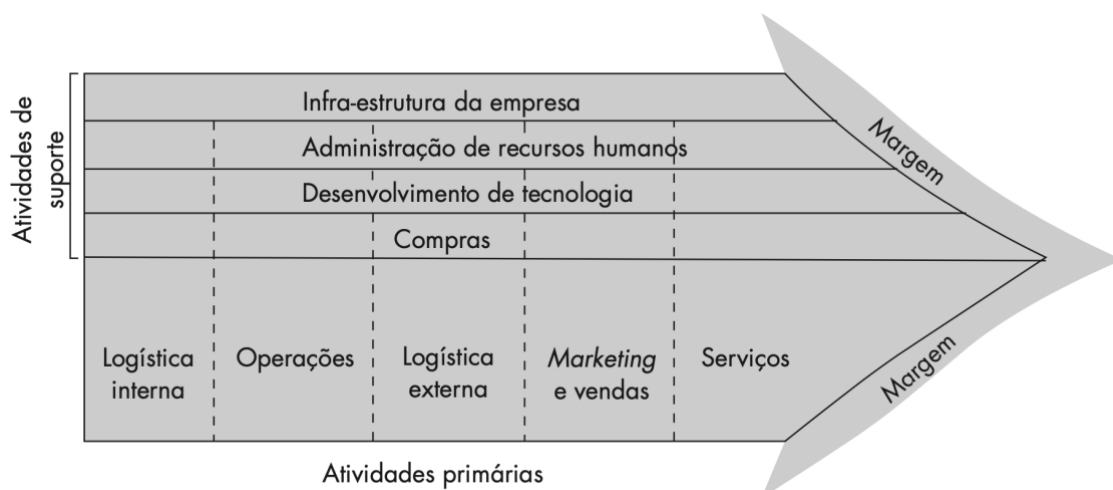 Atividades de
suporte
Infra-estrutura da empresa
Administração de recursos humanos
Desenvolvimento de tecnologia
Compras
Margem
Logística
interna
Operações
Logística
externa
Marketing
e vendas
Serviços
Margem
Atividades primárias